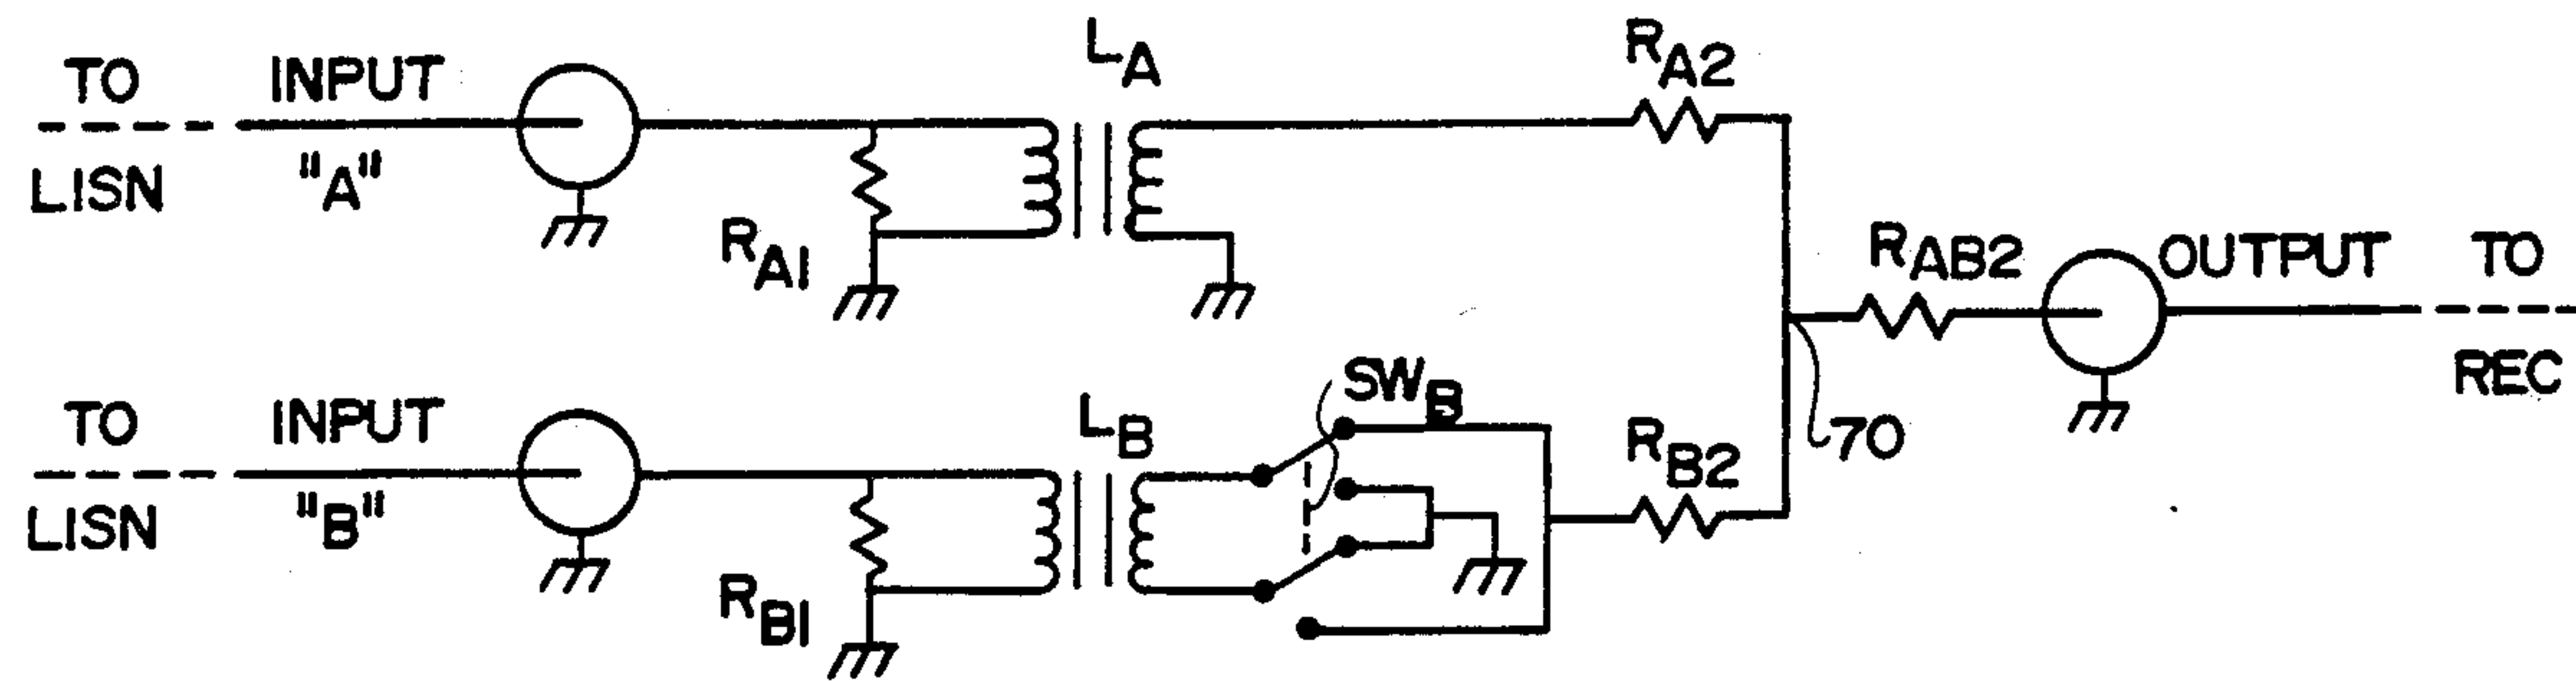 TO INPUT
LISN "A"
RA1
LA
RA2
RAB2
OUTPUT TO
REC
TO INPUT
LISN "B"
RB1
LB
SWB
RB2
70